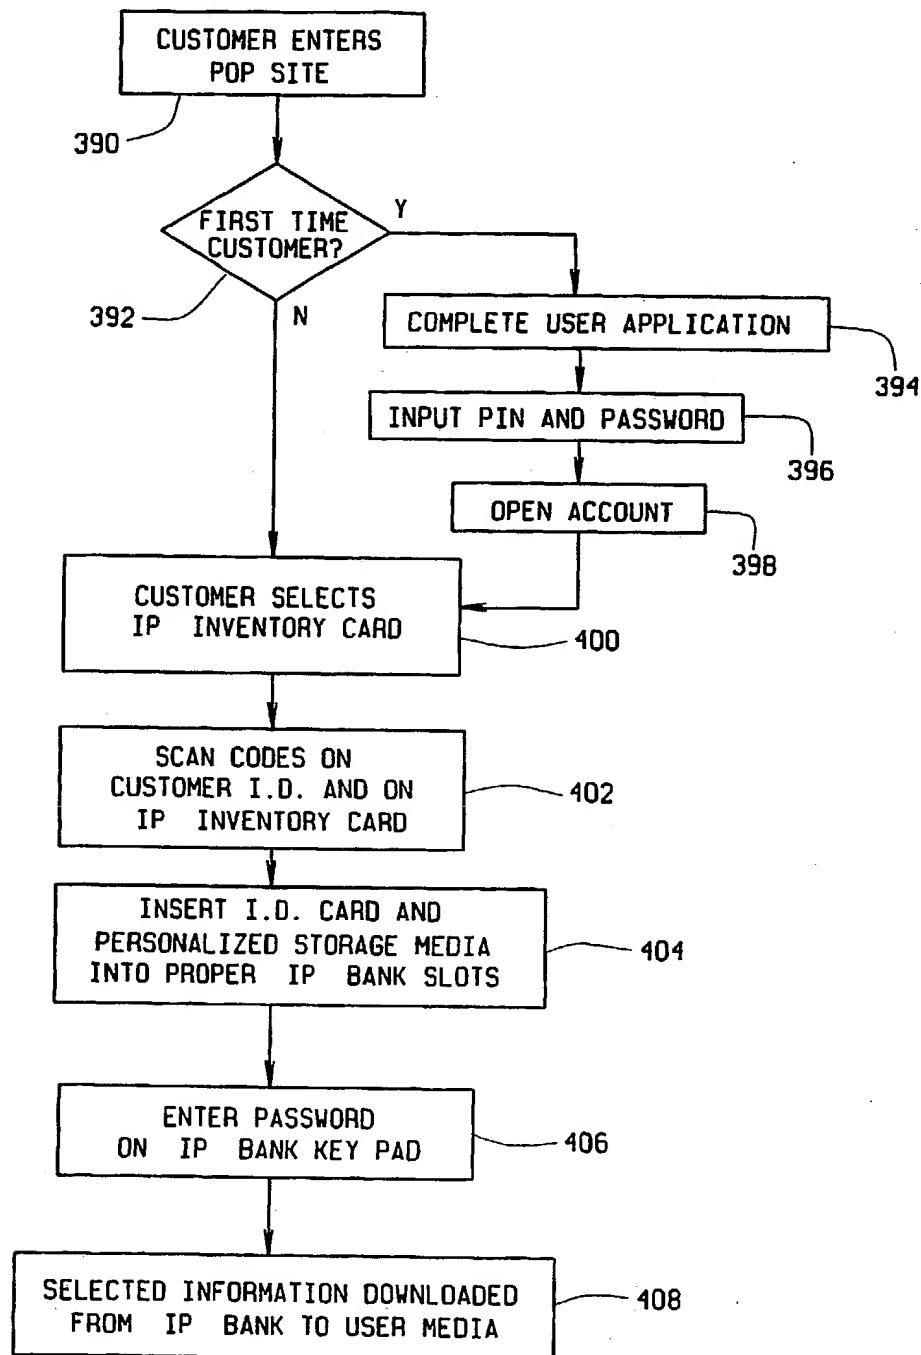 CUSTOMER ENTERS
POP SITE
390
FIRST TIME
CUSTOMER?
Y
392
N
COMPLETE USER APPLICATION
394
INPUT PIN AND PASSWORD
396
OPEN ACCOUNT
398
CUSTOMER SELECTS
IP INVENTORY CARD
400
SCAN CODES ON
CUSTOMER I.D. AND ON
IP INVENTORY CARD
402
INSERT I.D. CARD AND
PERSONALIZED STORAGE MEDIA
INTO PROPER IP BANK SLOTS
404
ENTER PASSWORD
ON IP BANK KEY PAD
406
SELECTED INFORMATION DOWNLOADED
FROM IP BANK TO USER MEDIA
408